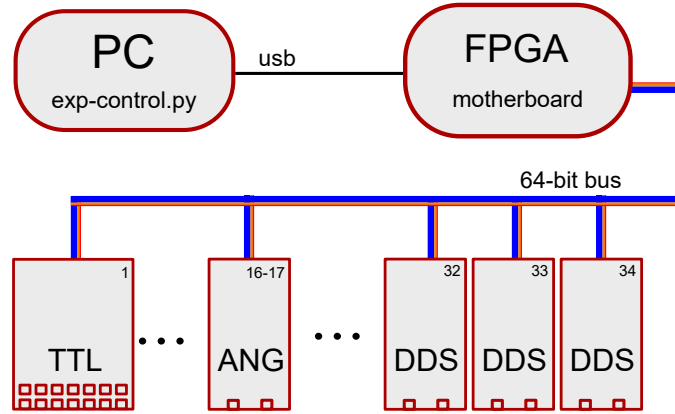 PC
exp-control.py
usb
FPGA
motherboard
64-bit bus
1
TTL
...
16-17
ANG
...
32
DDS
33
DDS
34
DDS